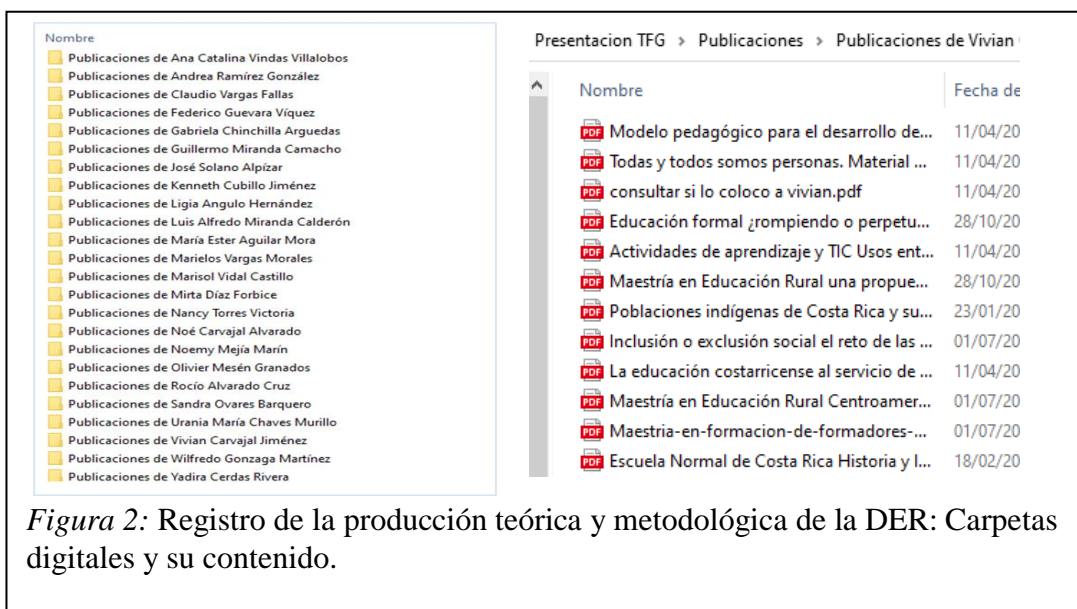 Nombre
Publicaciones de Ana Catalina Vindas Villalobos
Publicaciones de Andrea Ramírez González
Publicaciones de Claudio Vargas Fallas
Publicaciones de Federico Guevara Víquez
Publicaciones de Gabriela Chinchilla Arguedas
Publicaciones de Guillermo Miranda Camacho
Publicaciones de José Solano Alpízar
Publicaciones de Kenneth Cubillo Jiménez
Publicaciones de Ligia Angulo Hernández
Publicaciones de Luis Alfredo Miranda Calderón
Publicaciones de María Ester Aguilar Mora
Publicaciones de Marielos Vargas Morales
Publicaciones de Marisol Vidal Castillo
Publicaciones de Mirta Díaz Forbice
Publicaciones de Nancy Torres Victoria
Publicaciones de Noé Carvajal Alvarado
Publicaciones de Noemy Mejía Marín
Publicaciones de Olivier Mesén Granados
Publicaciones de Rocío Alvarado Cruz
Publicaciones de Sandra Ovares Barquero
Publicaciones de Urania María Chaves Murillo
Publicaciones de Vivian Carvajal Jiménez
Publicaciones de Wilfredo Gonzaga Martínez
Publicaciones de Yadira Cerdas Rivera
Presentacion TFG > Publicaciones > Publicaciones de Vivian
Nombre Fecha de
PDF Modelo pedagógico para el desarrollo de... 11/04/20
PDF Todas y todos somos personas. Material ... 11/04/20
PDF consultar si lo coloco a vivian.pdf 11/04/20
PDF Educación formal ¿rompiendo o perpetu... 28/10/20
PDF Actividades de aprendizaje y TIC Usos ent... 11/04/20
PDF Maestría en Educación Rural una propue... 28/10/20
PDF Poblaciones indígenas de Costa Rica y su... 23/01/20
PDF Inclusión o exclusión social el reto de las ... 01/07/20
PDF La educación costarricense al servicio de ... 11/04/20
PDF Maestría en Educación Rural Centroamer... 01/07/20
PDF Maestria-en-formacion-de-formadores-... 01/07/20
PDF Escuela Normal de Costa Rica Historia y l... 18/02/20
Figura 2: Registro de la producción teórica y metodológica de la DER: Carpetas
digitales y su contenido.